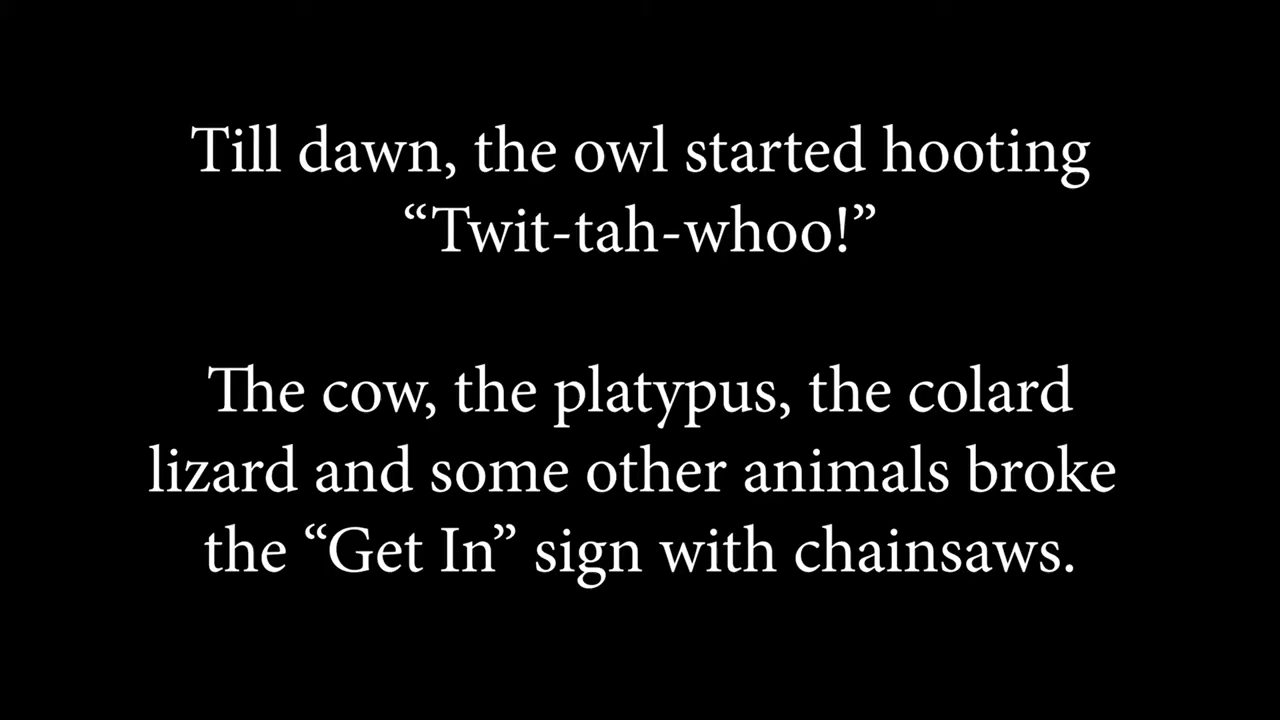 Till dawn, the owl started hooting
“Twit-tah-whoo!”
The cow, the platypus, the colard
lizard and some other animals broke
the “Get In” sign with chainsaws.